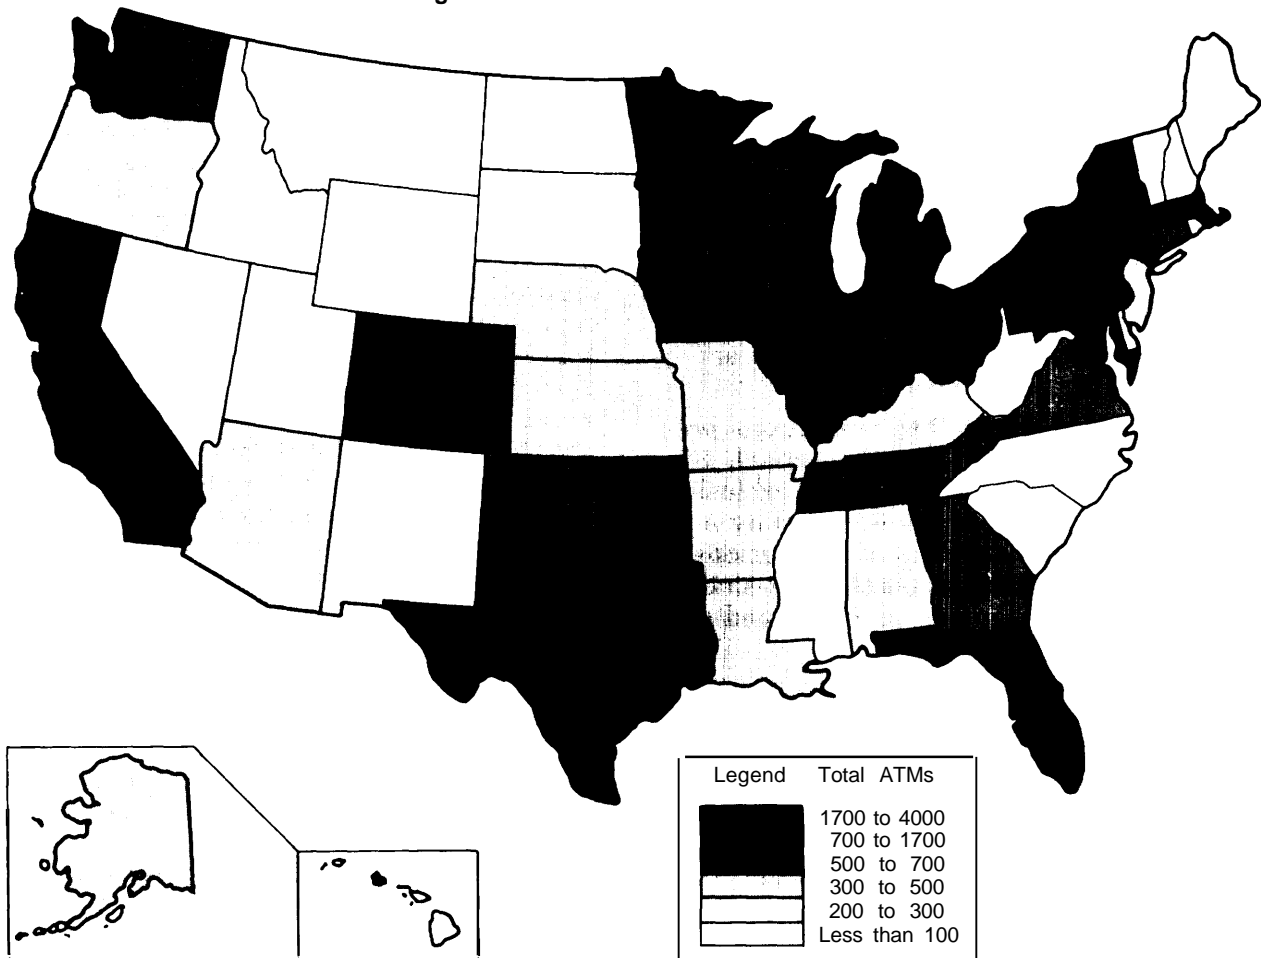 Legend Total ATMs
1700 to 4000
700 to 1700
500 to 700
300 to 500
200 to 300
Less than 100